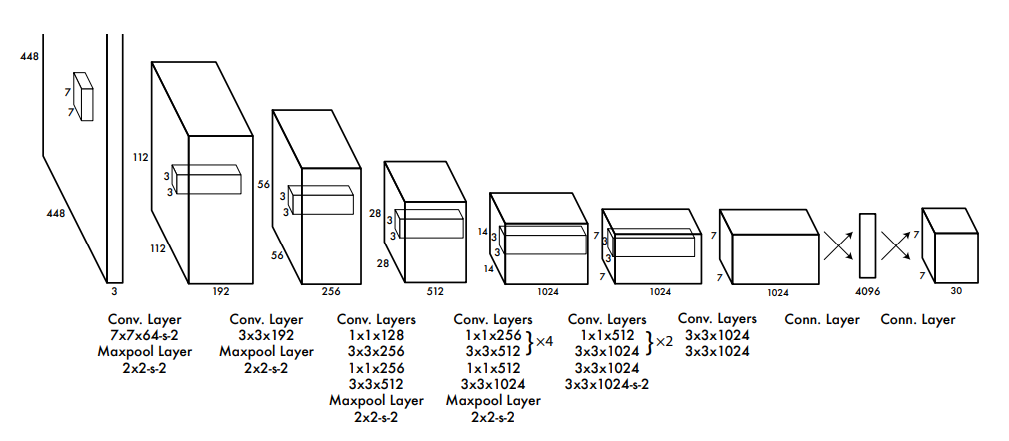 448
7
7
448
3
112
3
3
112
192
56
3
3
56
256
28
3
3
28
512
14
3
3
14
1024
7
3
3
7
1024
7
7
1024
4096
7
7
30
Conv. Layer
7x7x64-s-2
Maxpool Layer
2x2-s-2
Conv. Layer
3x3x192
Maxpool Layer
2x2-s-2
Conv. Layers
1x1x128
3x3x256
1x1x256
3x3x512
Maxpool Layer
2x2-s-2
Conv. Layers
1x1x256
3x3x512
}×4
1x1x512
3x3x1024
Maxpool Layer
2x2-s-2
Conv. Layers
1x1x512
3x3x1024
}×2
3x3x1024
3x3x1024-s-2
Conv. Layers
3x3x1024
3x3x1024
Conn. Layer
Conn. Layer